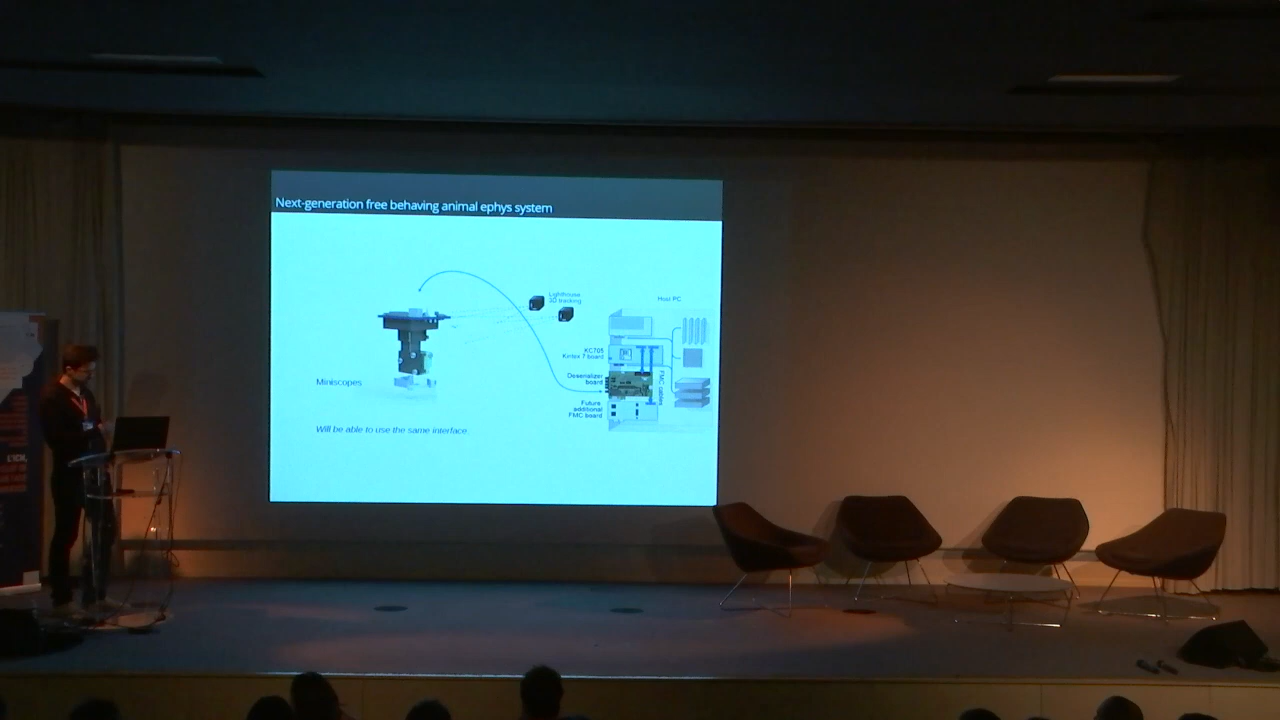 Next-generation free behaving animal ephys system
Lighthouse
3D tracking
Host PC
KC705
Kintex 7 board
Deserializer
board
FMC cables
Miniscopes
Future
additional
FMC board
Will be able to use the same interface.
L'ICM,